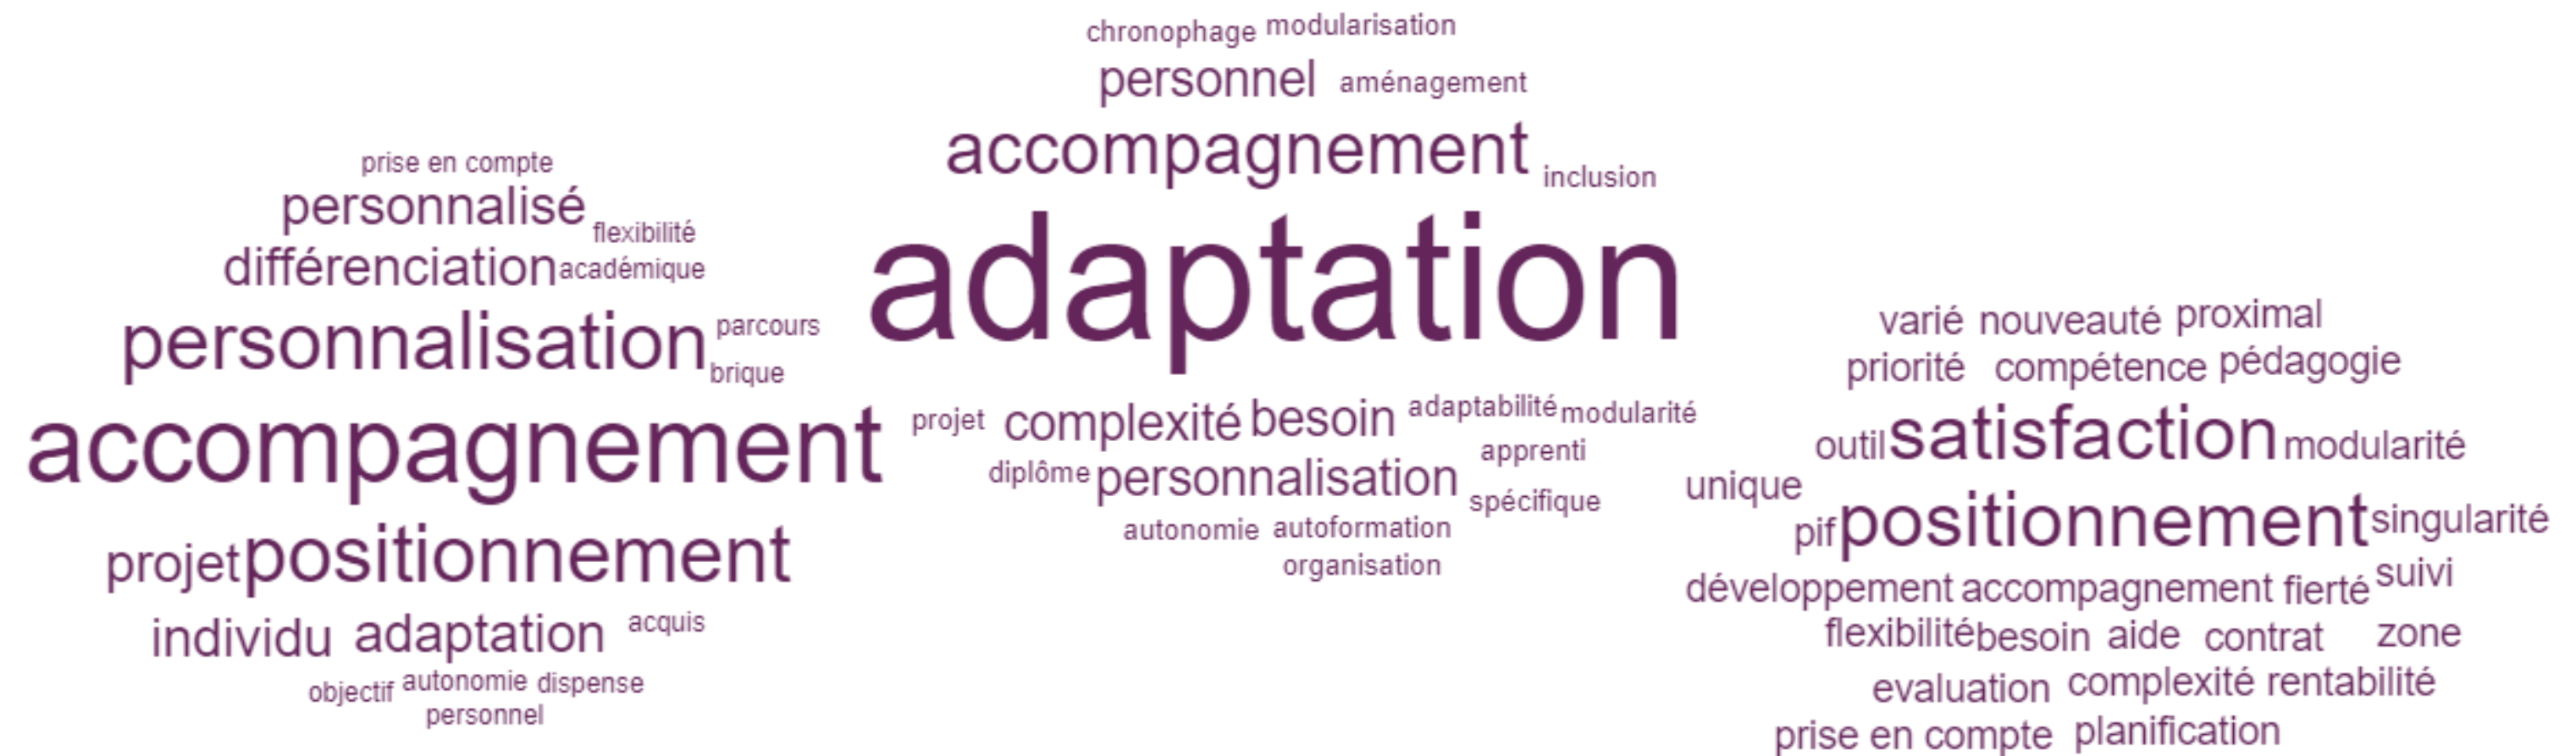 prise en compte
personnalisé
flexibilité
différenciation académique
personnalisation parcours
brique
accompagnement
projet positionnement
individu adaptation acquis
objectif autonomie dispense
personnel
chronophage modularisation
personnel aménagement
accompagnement inclusion
adaptation
projet complexité besoin adaptabilité modularité
apprenti
diplôme personnalisation spécifique
autonomie autoformation
organisation
varié nouveauté proximal
priorité compétence pédagogie
outil satisfaction modularité
unique
pif positionnement singularité
développement accompagnement fierté suivi
flexibilité besoin aide contrat zone
evaluation complexité rentabilité
prise en compte planification